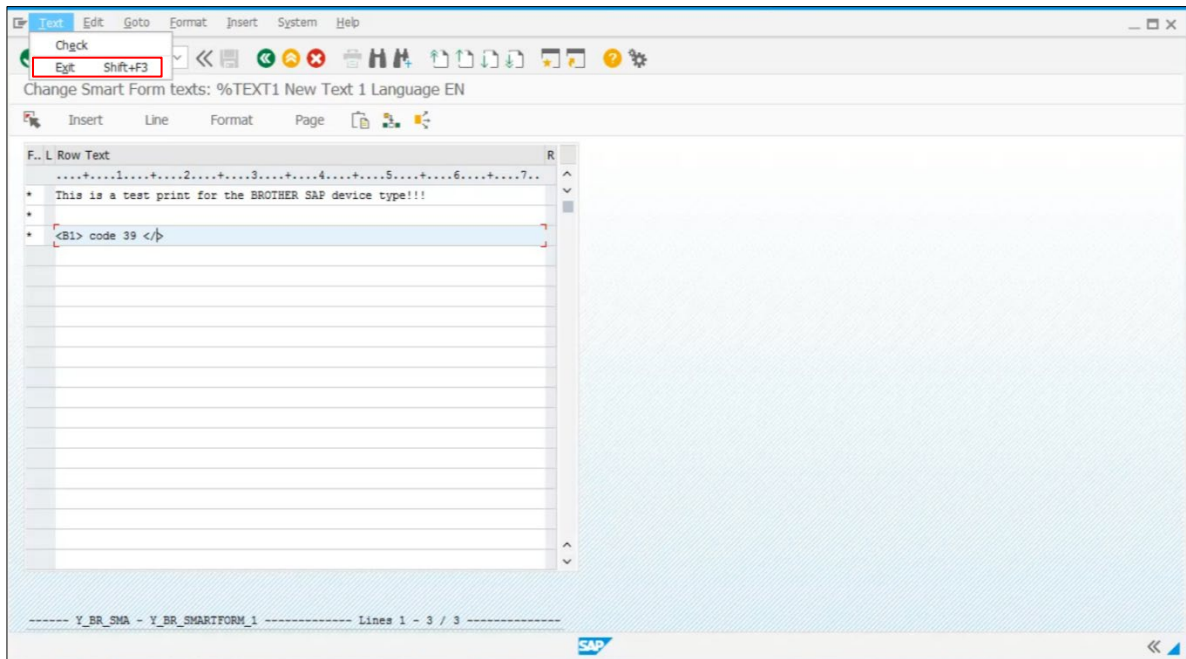 Text Edit Goto Format Insert System Help
Check
Exit Shift+F3
Change Smart Form texts: %TEXT1 New Text 1 Language EN
Insert Line Format Page
F.. L Row Text R
....+....1....+....2....+....3....+....4....+....5....+....6....+....7..
* This is a test print for the BROTHER SAP device type!!!
*
* <B1> code 39 </>
------ Y_BR_SMA - Y_BR_SMARTFORM_1 ------------- Lines 1 - 3 / 3 --------------
SAP